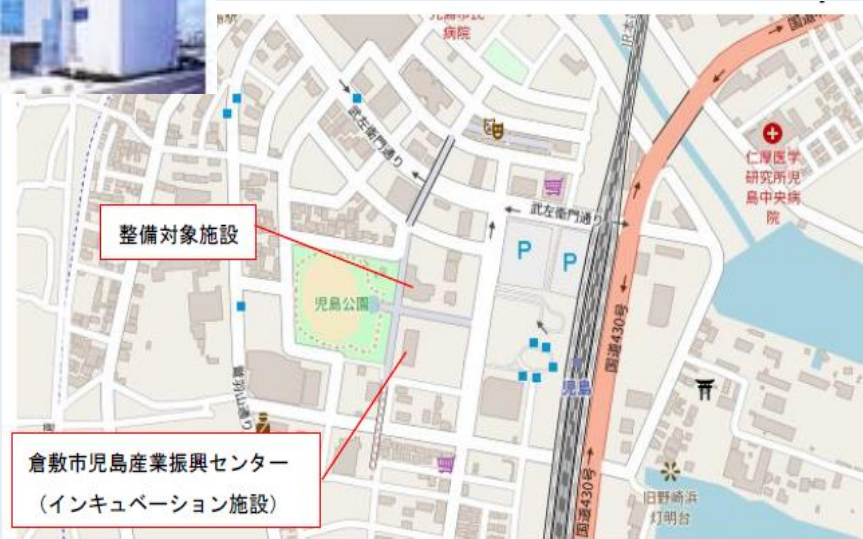 病院
武左衛門通り
仁厚医学
研究所児
島中央病
院
整備対象施設
武左衛門通り
P
P
児島公園
国道430号
児島
倉敷市児島産業振興センター
（インキュベーション施設）
国道430号
旧野崎浜
灯明台